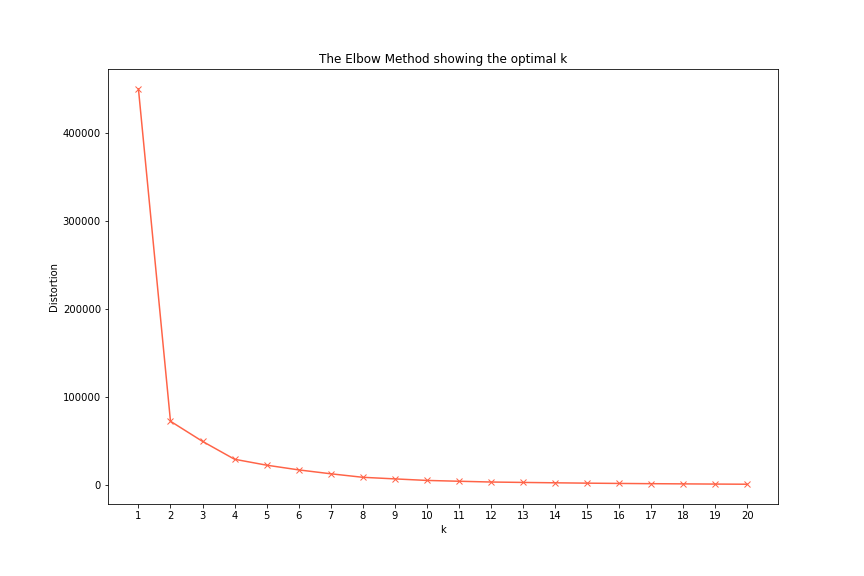 The Elbow Method showing the optimal k
400000
300000
200000
100000
0
Distortion
1 2 3 4 5 6 7 8 9 10 11 12 13 14 15 16 17 18 19 20
k